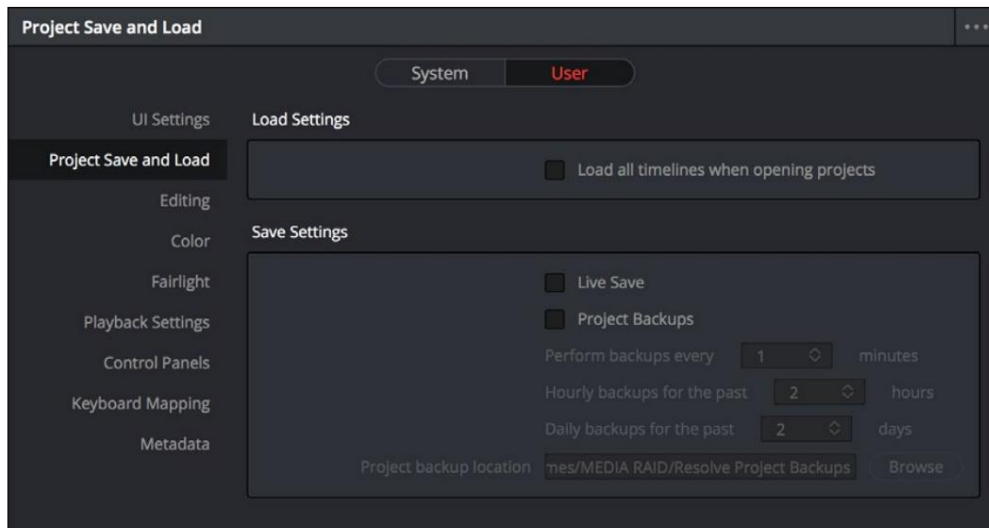 Project Save and Load
System User
UI Settings
Project Save and Load
Editing
Color
Fairlight
Playback Settings
Control Panels
Keyboard Mapping
Metadata
Load Settings
Load all timelines when opening projects
Save Settings
Live Save
Project Backups
Perform backups every 1 minutes
Hourly backups for the past 2 hours
Daily backups for the past 2 days
Project backup location mes/MEDIA RAID/Resolve Project Backups Browse